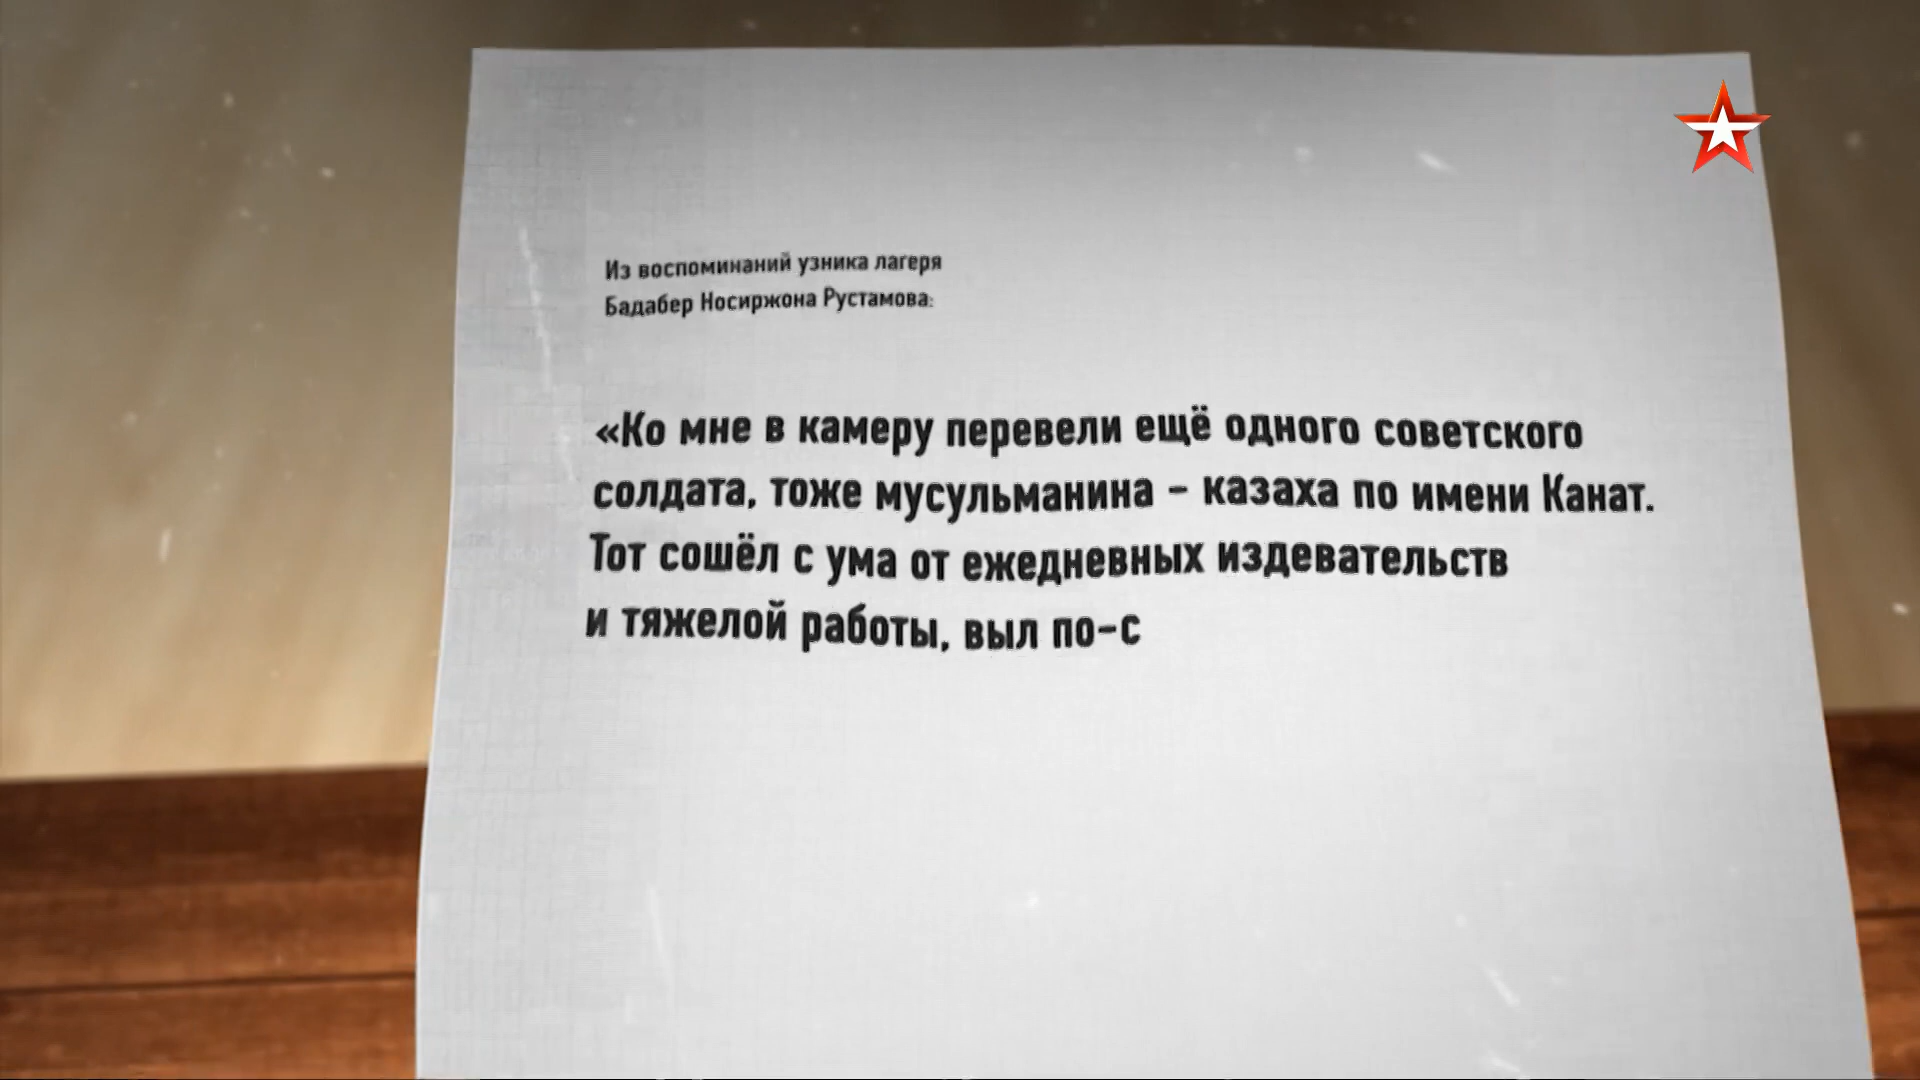 Из воспоминаний узника лагеря
Бадабер Носиржона Рустамова:
«Ко мне в камеру перевели ещё одного советского
солдата, тоже мусульманина – казаха по имени Канат.
Тот сошёл с ума от ежедневных издевательств
и тяжелой работы, выл по-с